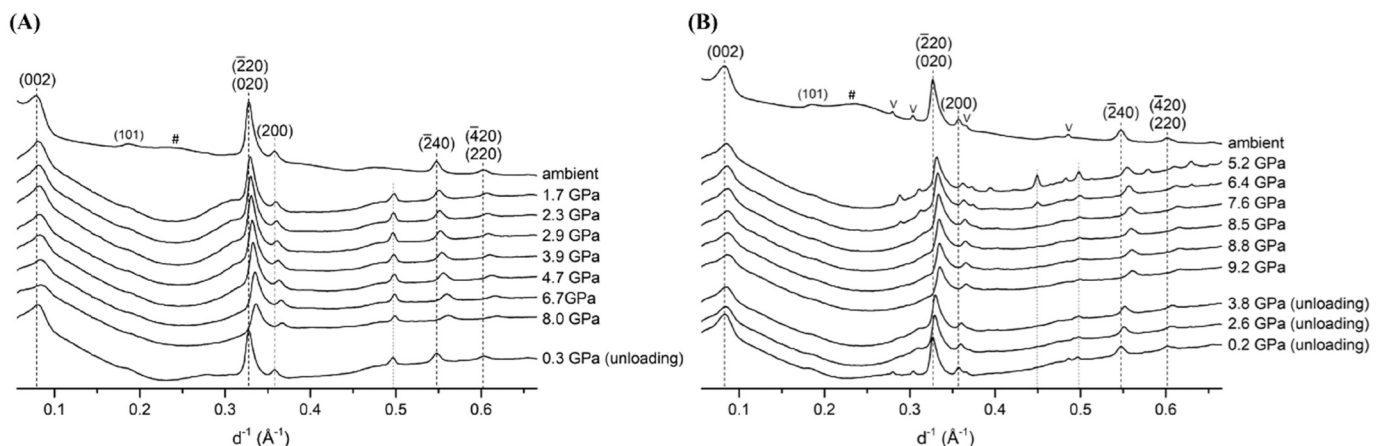 (A)
(002)
(101)
#
(2̅20)
(020)
(200)
(2̅40)
(4̅20)
(220)
ambient
1.7 GPa
2.3 GPa
2.9 GPa
3.9 GPa
4.7 GPa
6.7GPa
8.0 GPa
0.3 GPa (unloading)
0.1 0.2 0.3 0.4 0.5 0.6
d⁻¹ (Å⁻¹)
(B)
(002)
(101)
#
v v
(2̅20)
(020)
(200)
v
v
(2̅40)
(4̅20)
(220)
ambient
5.2 GPa
6.4 GPa
7.6 GPa
8.5 GPa
8.8 GPa
9.2 GPa
3.8 GPa (unloading)
2.6 GPa (unloading)
0.2 GPa (unloading)
0.1 0.2 0.3 0.4 0.5 0.6
d⁻¹ (Å⁻¹)